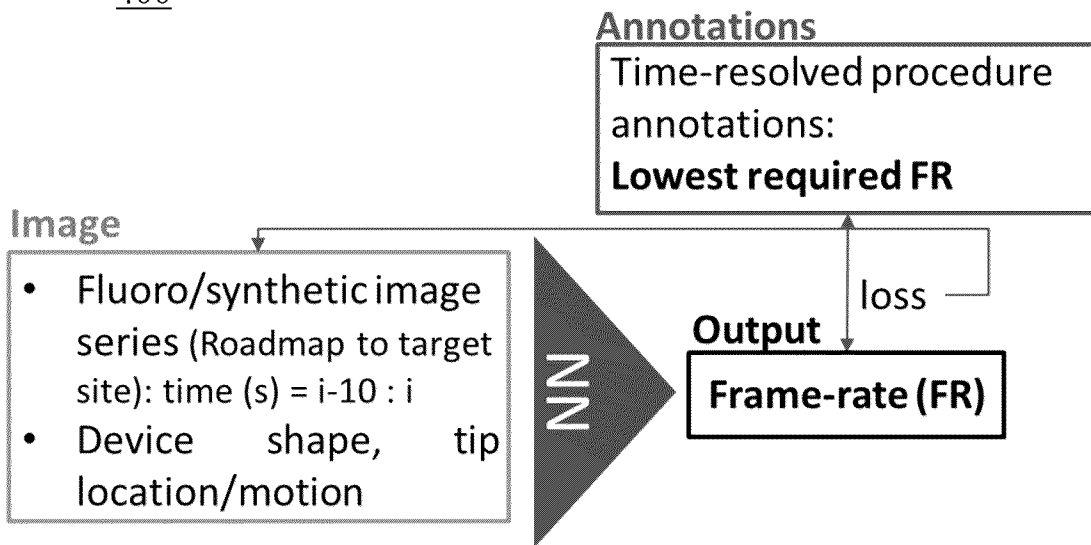 Annotations
Time-resolved procedure
annotations:
Lowest required FR
Image
• Fluoro/synthetic image
series (Roadmap to target
site): time (s) = i-10 : i
• Device shape, tip
location/motion
NN
loss
Output
Frame-rate (FR)